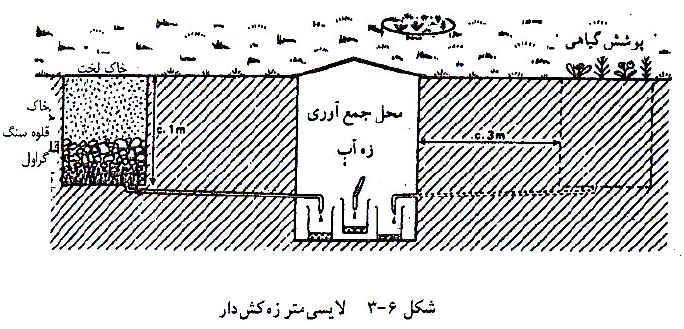 پوشش گیاهی
خاک لخت
خاک
قلوه سنگ
گراول
c. 1m
محل جمع آوری
زه آب
c. 3m
شکل ۶-۳ لایسی متر زه کش دار